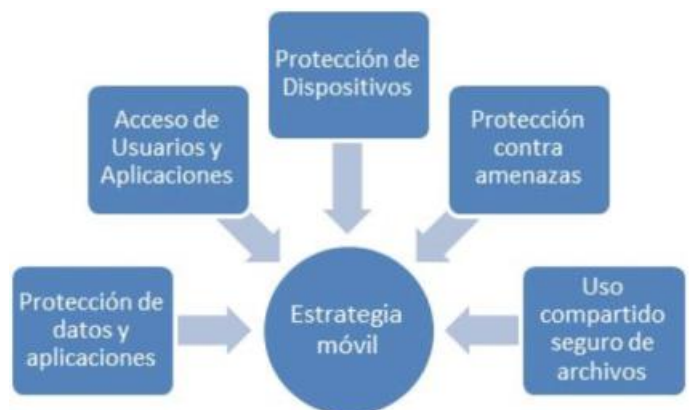 Protección de
Dispositivos
Acceso de
Usuarios y
Aplicaciones
Protección
contra
amenazas
Protección de
datos y
aplicaciones
Estrategia
móvil
Uso
compartido
seguro de
archivos